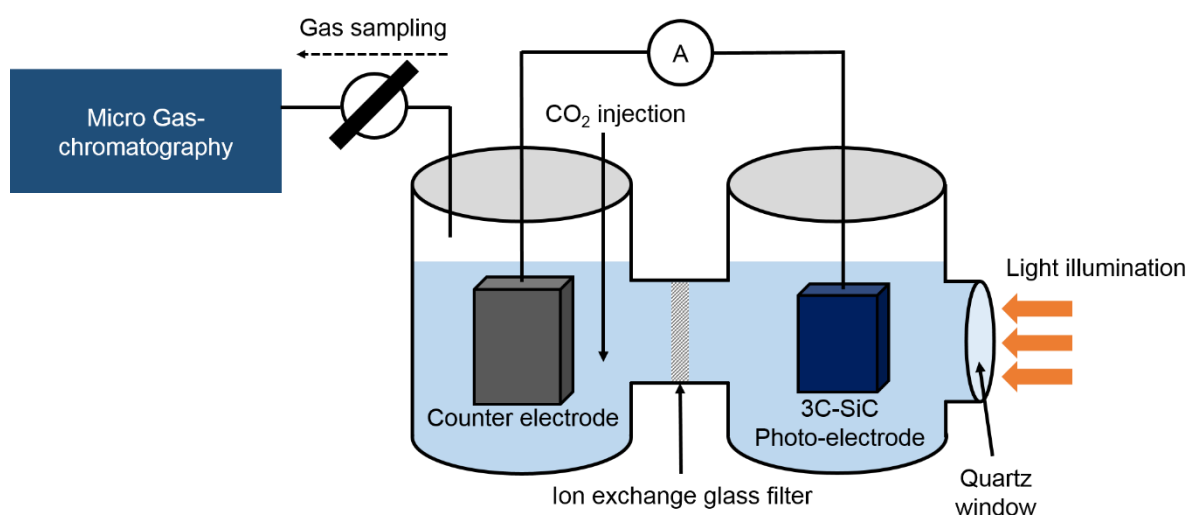 Gas sampling
A
Micro Gas-
chromatography
CO₂ injection
Light illumination
Counter electrode
3C-SiC
Photo-electrode
Ion exchange glass filter
Quartz
window